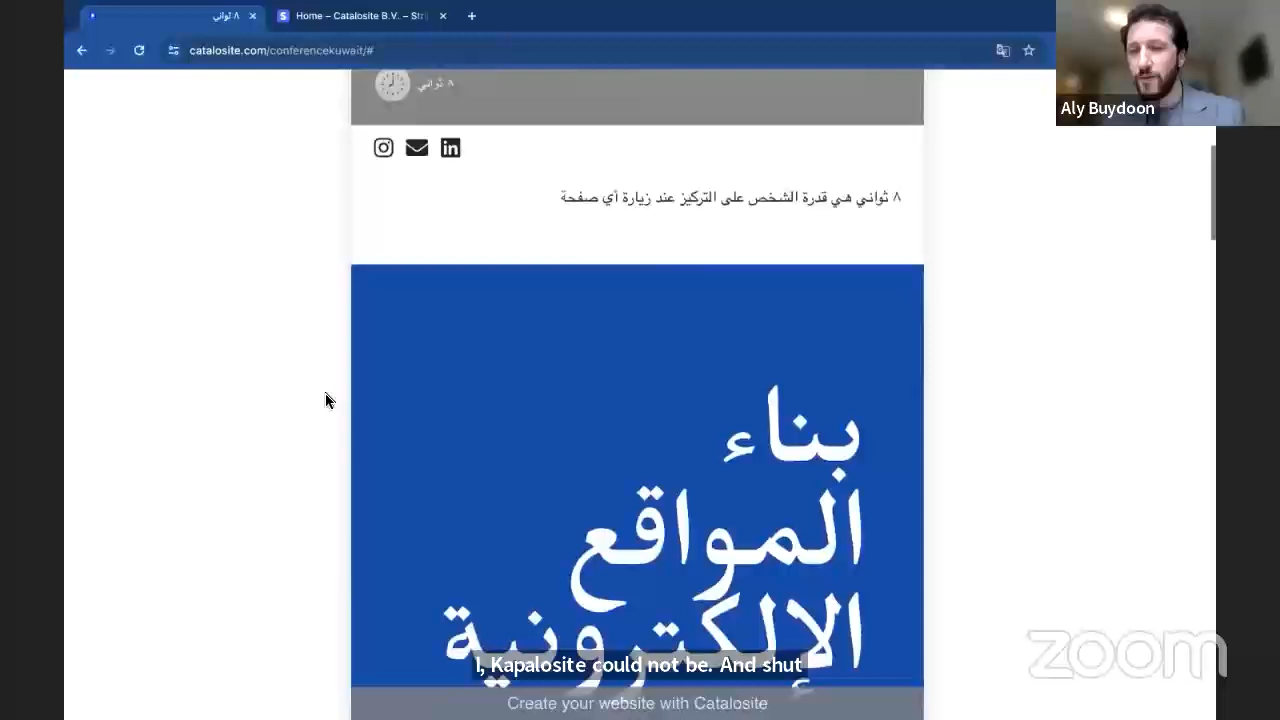 ٨ ثواني
Home – Catalosite B.V. – Stri
catalosite.com/conferencekuwait/#
Aly Buydoon
٨ ثواني
٨ ثواني هي قدرة الشخص على التركيز عند زيارة أي صفحة
بناء
المواقع
الإلكترونية
I, Kapalosite could not be. And shut
Create your website with Catalosite
zoom